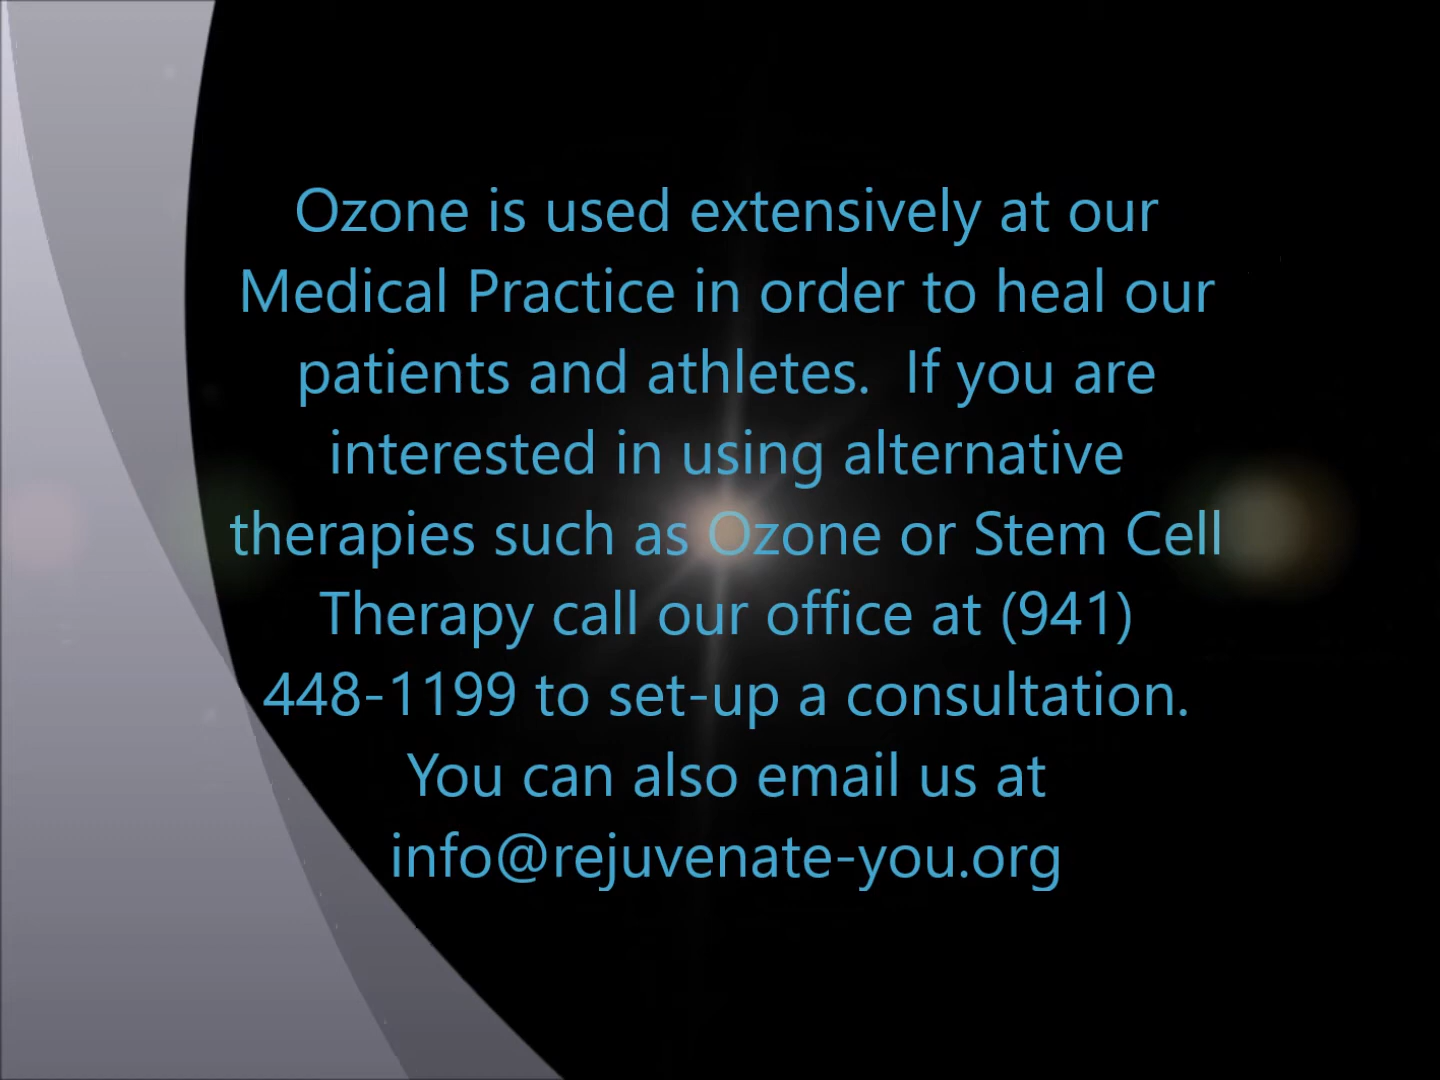 Ozone is used extensively at our
Medical Practice in order to heal our
patients and athletes.  If you are
interested in using alternative
therapies such as Ozone or Stem Cell
Therapy call our office at (941)
448-1199 to set-up a consultation.
You can also email us at
info@rejuvenate-you.org